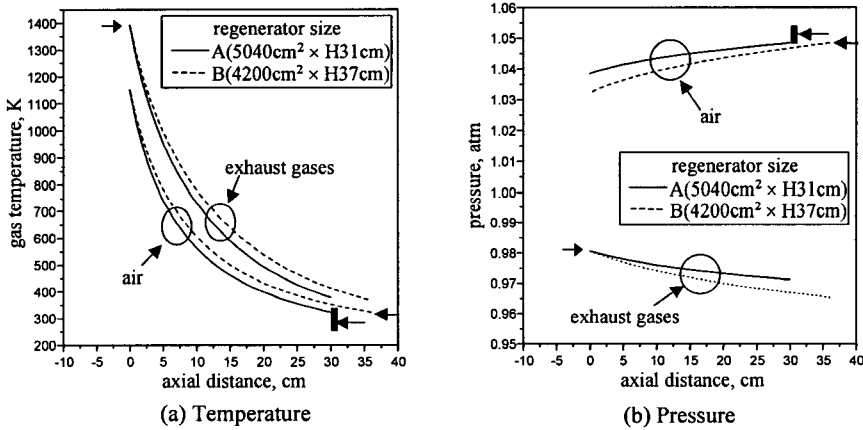 1400
1300
1200
1100
1000
900
800
700
600
500
400
300
200
gas temperature, K
regenerator size
A(5040cm² × H31cm)
B(4200cm² × H37cm)
exhaust gases
air
-10 -5 0 5 10 15 20 25 30 35 40
axial distance, cm
(a) Temperature
1.06
1.05
1.04
1.03
1.02
1.01
1.00
0.99
0.98
0.97
0.96
0.95
pressure, atm
air
regenerator size
A(5040cm² × H31cm)
B(4200cm² × H37cm)
exhaust gases
-10 -5 0 5 10 15 20 25 30 35 40
axial distance, cm
(b) Pressure